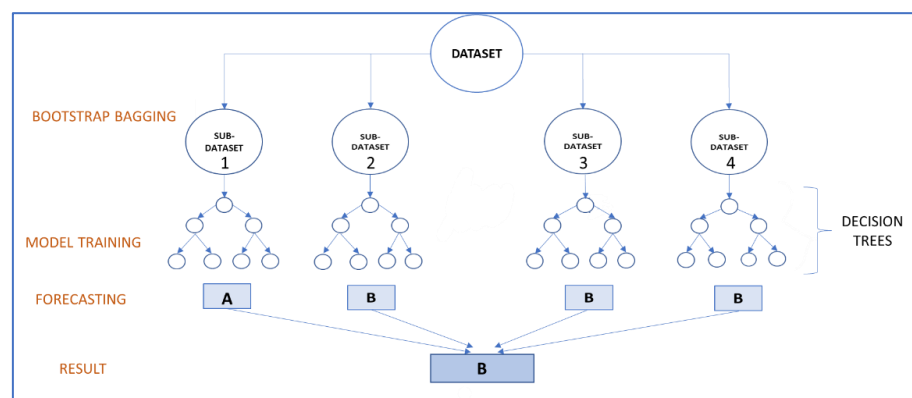 DATASET
BOOTSTRAP BAGGING
SUB-
DATASET
1
SUB-
DATASET
2
SUB-
DATASET
3
SUB-
DATASET
4
MODEL TRAINING
DECISION
TREES
FORECASTING
A
B
B
B
RESULT
B